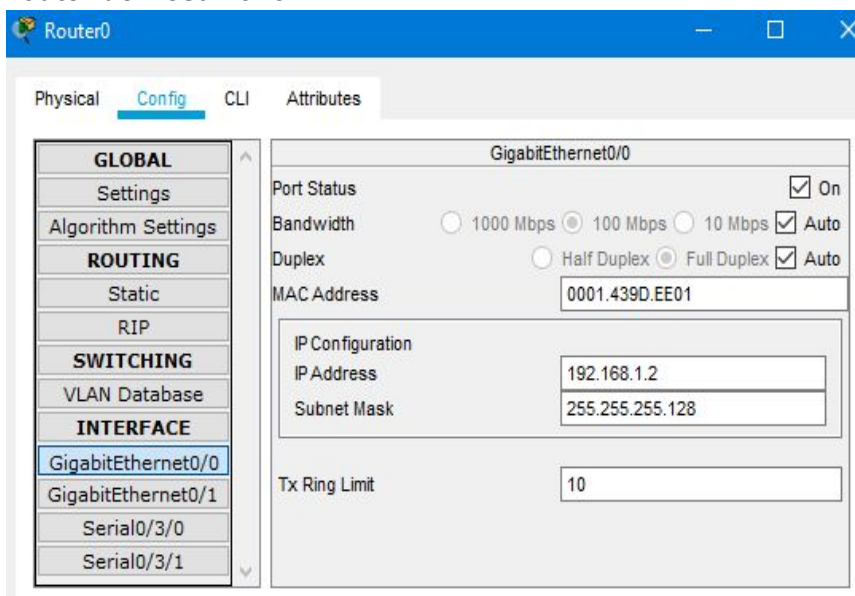 Router0
Physical Config CLI Attributes
GLOBAL
Settings
Algorithm Settings
ROUTING
Static
RIP
SWITCHING
VLAN Database
INTERFACE
GigabitEthernet0/0
GigabitEthernet0/1
Serial0/3/0
Serial0/3/1
GigabitEthernet0/0
Port Status On
Bandwidth 1000 Mbps 100 Mbps 10 Mbps Auto
Duplex Half Duplex Full Duplex Auto
MAC Address 0001.439D.EE01
IP Configuration
IP Address 192.168.1.2
Subnet Mask 255.255.255.128
Tx Ring Limit 10